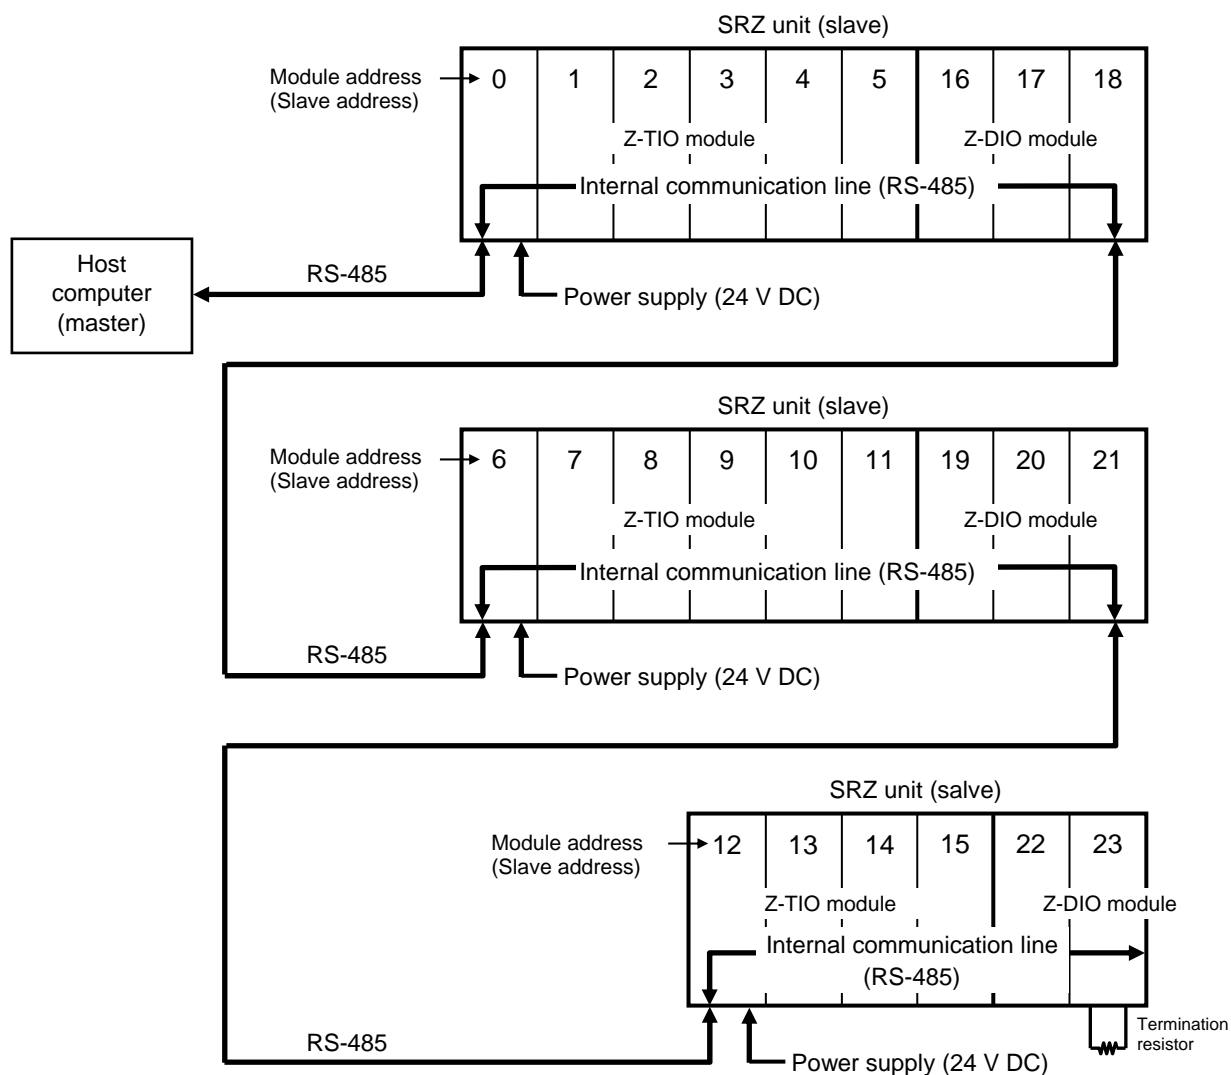 SRZ unit (slave)
Module address
(Slave address)
0 1 2 3 4 5 16 17 18
Z-TIO module Z-DIO module
Internal communication line (RS-485)
Host
computer
(master)
RS-485
Power supply (24 V DC)
SRZ unit (slave)
Module address
(Slave address)
6 7 8 9 10 11 19 20 21
Z-TIO module Z-DIO module
Internal communication line (RS-485)
RS-485
Power supply (24 V DC)
SRZ unit (salve)
Module address
(Slave address)
12 13 14 15 22 23
Z-TIO module Z-DIO module
Internal communication line
(RS-485)
RS-485
Termination
resistor
Power supply (24 V DC)